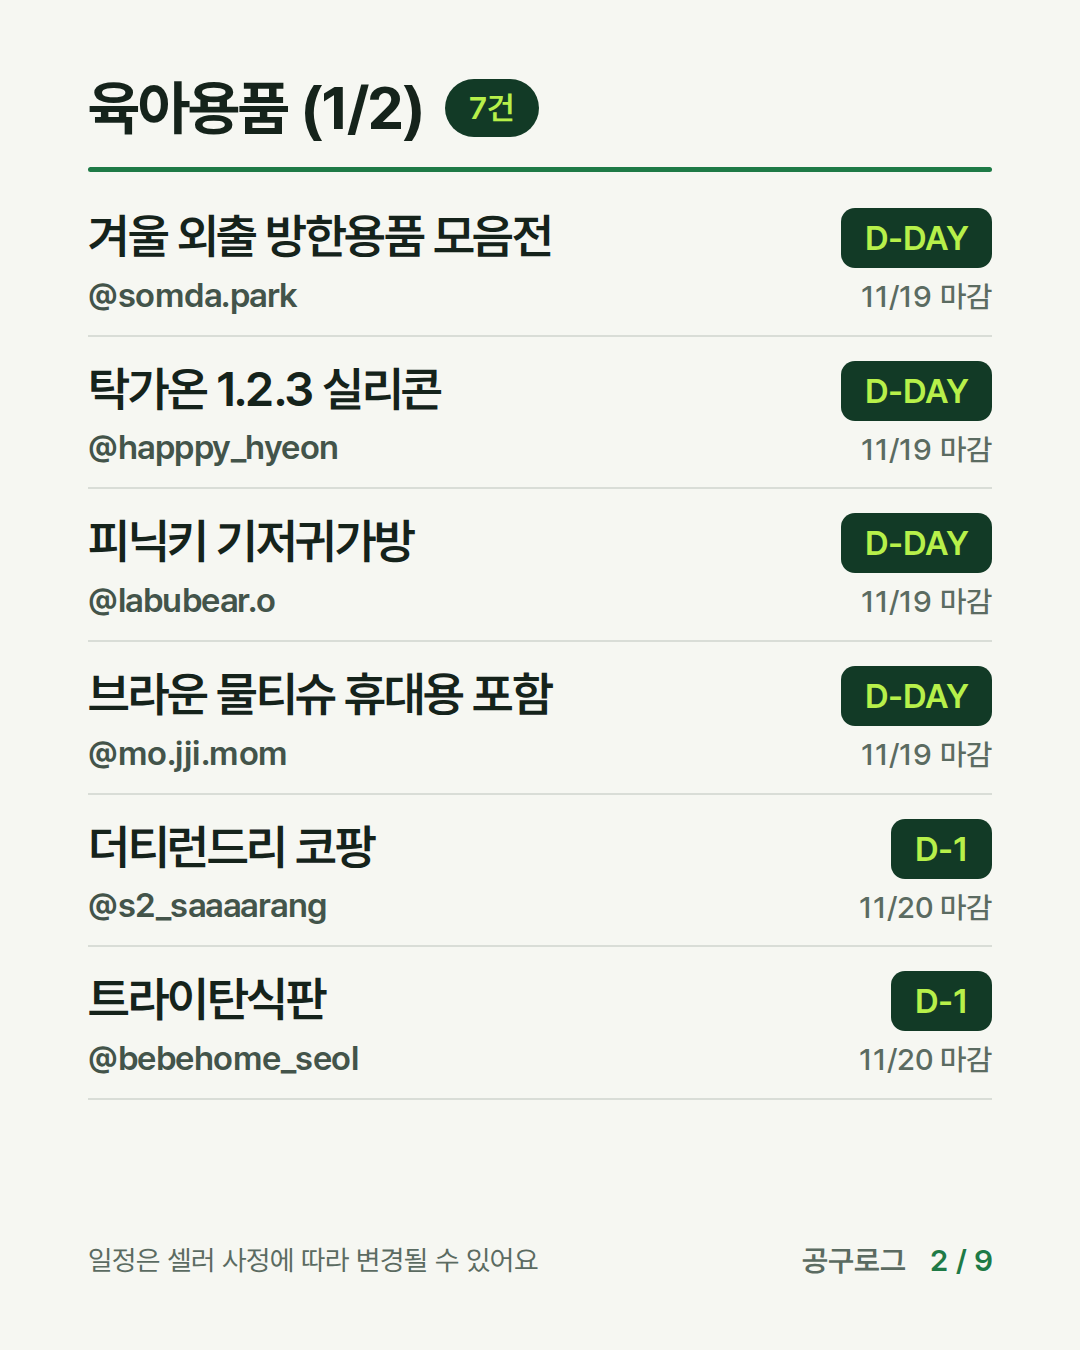 육아용품 (1/2) 7건
겨울 외출 방한용품 모음전 D-DAY
@somda.park 11/19 마감
탁가온 1.2.3 실리콘 D-DAY
@happpy_hyeon 11/19 마감
피닉키 기저귀가방 D-DAY
@labubear.o 11/19 마감
브라운 물티슈 휴대용 포함 D-DAY
@mo.jji.mom 11/19 마감
더티런드리 코팡 D-1
@s2_saaaarang 11/20 마감
트라이탄식판 D-1
@bebehome_seol 11/20 마감
일정은 셀러 사정에 따라 변경될 수 있어요 공구로그 2 / 9